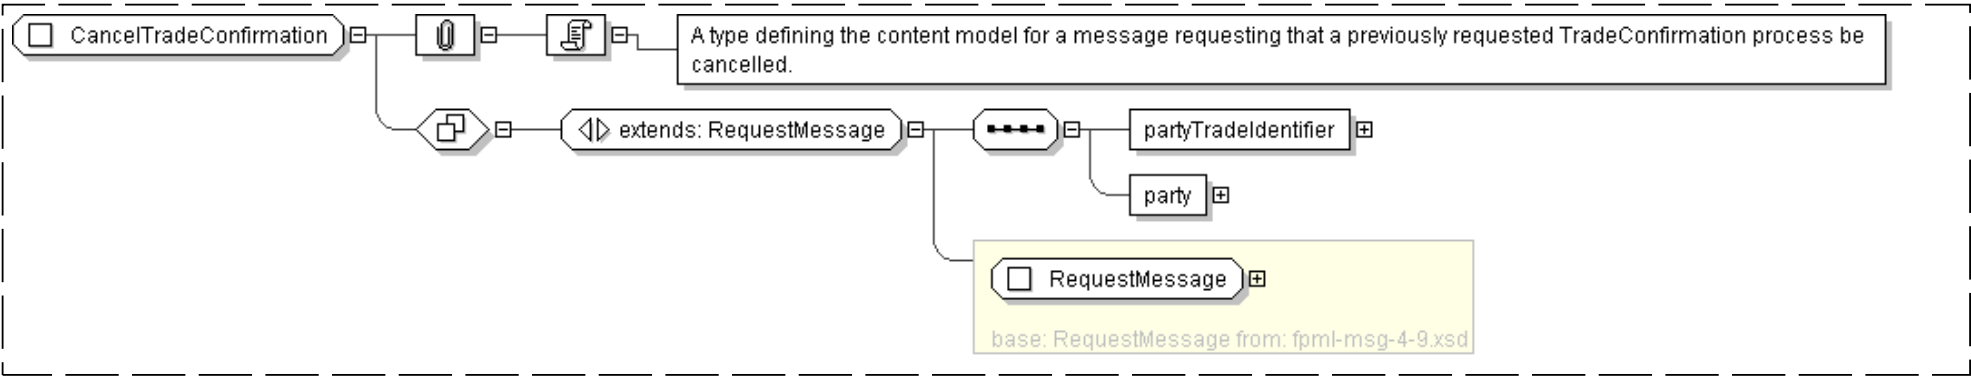 CancelTradeConfirmation
A type defining the content model for a message requesting that a previously requested TradeConfirmation process be
cancelled.
extends: RequestMessage
partyTradeIdentifier
party
RequestMessage
base: RequestMessage from: fpml-msg-4-9.xsd